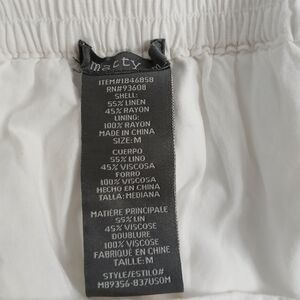 matty
ITEM#1846858
RN#93608
SHELL:
55% LINEN
45% RAYON
LINING:
100% RAYON
MADE IN CHINA
SIZE: M
CUERPO
55% LINO
45% VISCOSA
FORRO
100% VISCOSA
HECHO EN CHINA
TALLA: MEDIANA
MATIÈRE PRINCIPALE
55% LIN
45% VISCOSE
DOUBLURE
100% VISCOSE
FABRIQUÉ EN CHINE
TAILLE: M
STYLE/ESTILO#
M89356-837USOM